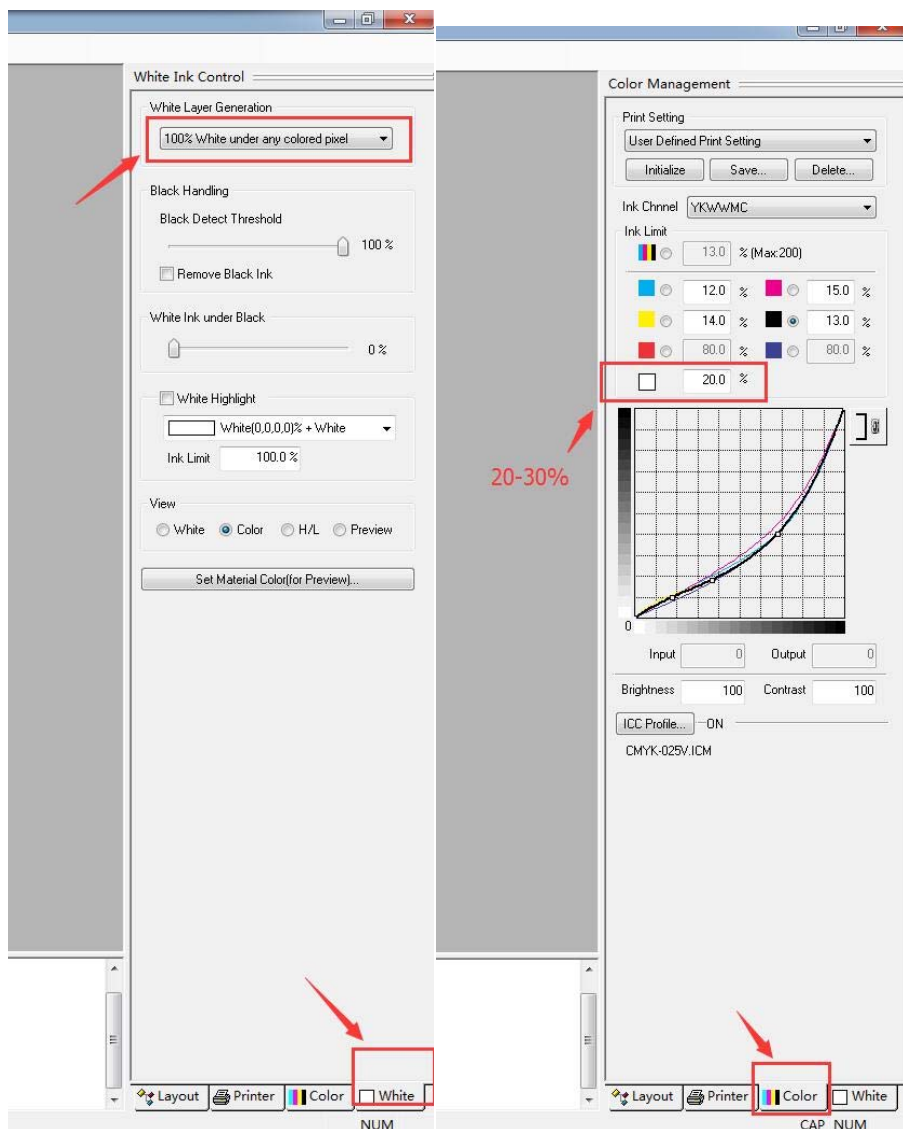 White Ink Control
White Layer Generation
100% White under any colored pixel
Black Handling
Black Detect Threshold
100 %
Remove Black Ink
White Ink under Black
0 %
White Highlight
White(0,0,0,0)% + White
Ink Limit 100.0 %
View
White Color H/L Preview
Set Material Color(for Preview)...
Layout Printer Color White
NUM
Color Management
Print Setting
User Defined Print Setting
Initialize Save... Delete...
Ink Chnnel YKWWMC
Ink Limit
13.0 % (Max:200)
12.0 % 15.0 %
14.0 % 13.0 %
80.0 % 80.0 %
20.0 %
20-30%
0
Input 0 Output 0
Brightness 100 Contrast 100
ICC Profile... ON
CMYK-025V.ICM
Layout Printer Color White
CAP NUM